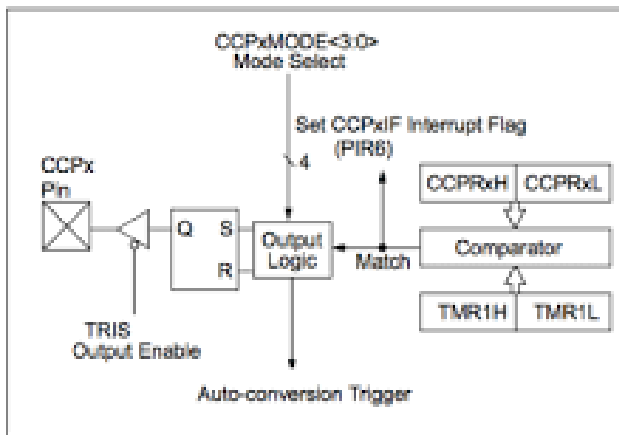 CCPxMODE<3:0>
Mode Select
Set CCPxIF Interrupt Flag
(PIR6)
4
CCPx
Pin
CCPRxH CCPRxL
Q S
R
Output
Logic
Match
Comparator
TMR1H TMR1L
TRIS
Output Enable
Auto-conversion Trigger